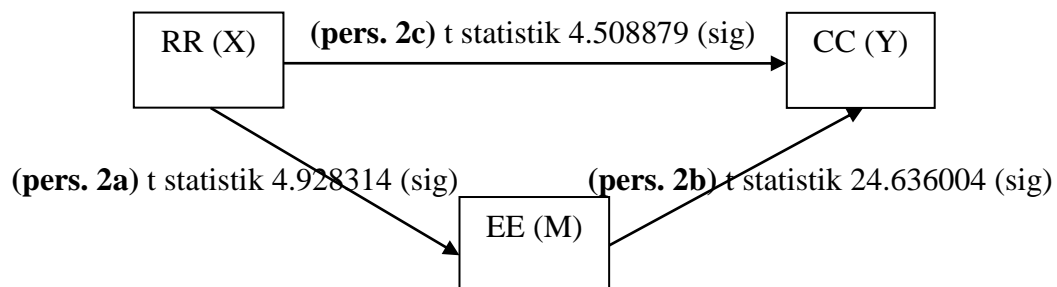 RR (X)
(pers. 2c) t statistik 4.508879 (sig)
CC (Y)
(pers. 2a) t statistik 4.928314 (sig)
(pers. 2b) t statistik 24.636004 (sig)
EE (M)